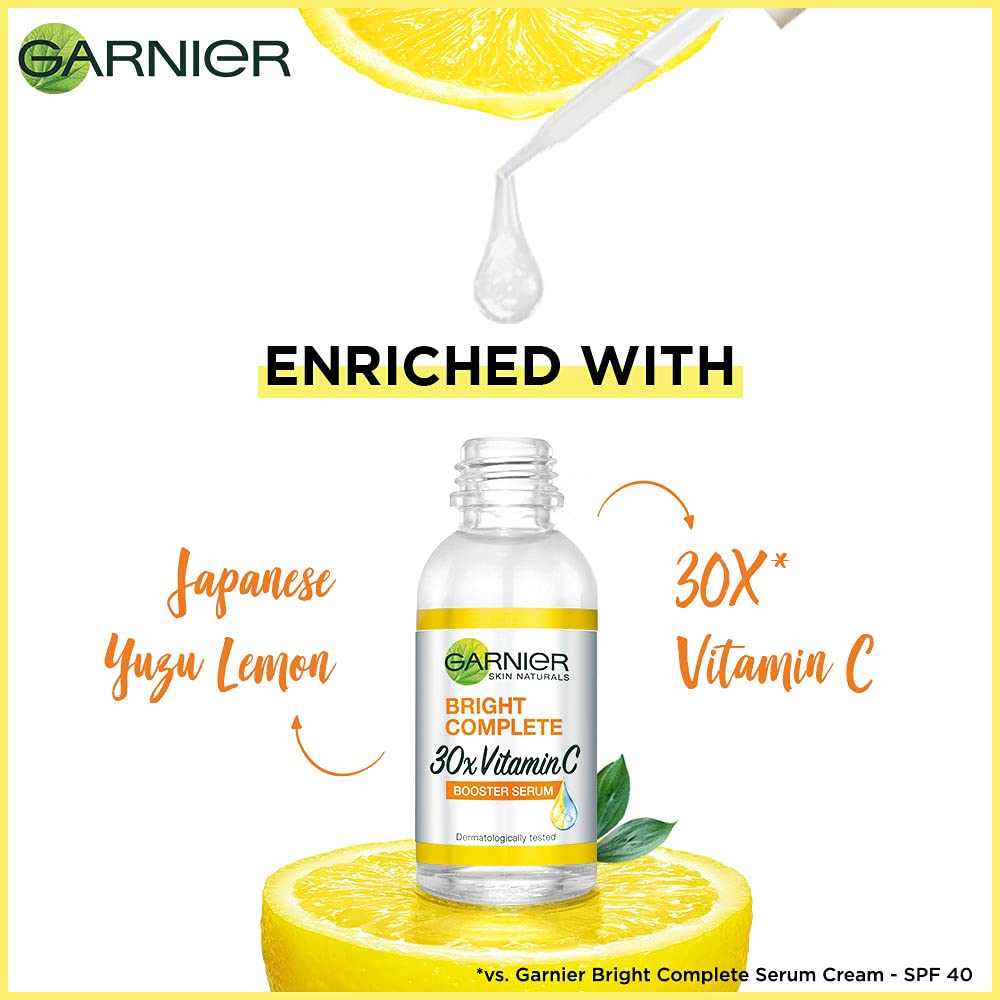 GARNIER
ENRICHED WITH
Japanese
Yuzu Lemon
30X*
Vitamin C
GARNIER
SKIN NATURALS
BRIGHT
COMPLETE
30x Vitamin C
BOOSTER SERUM
Dermatologically tested
*vs. Garnier Bright Complete Serum Cream - SPF 40